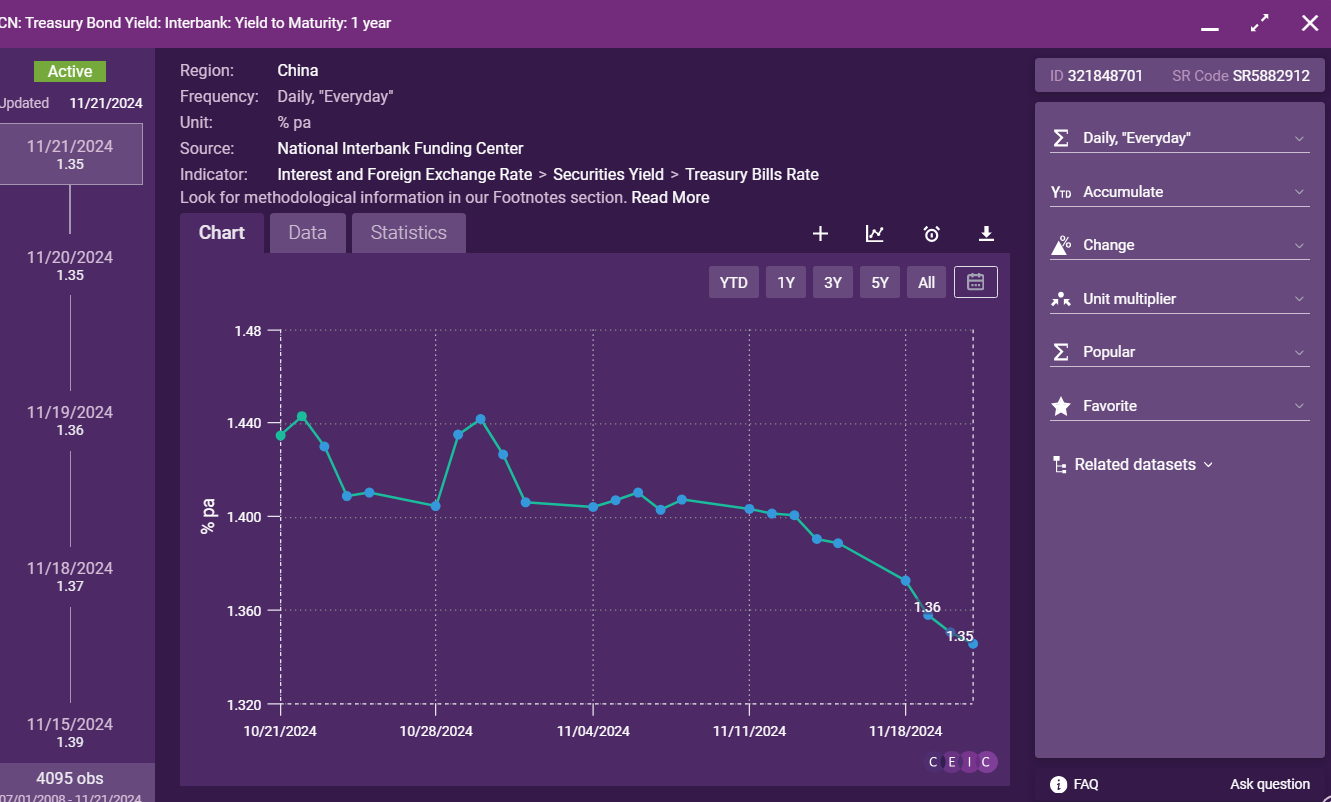 CN: Treasury Bond Yield: Interbank: Yield to Maturity: 1 year
Active
Updated 11/21/2024
11/21/2024
1.35
11/20/2024
1.35
11/19/2024
1.36
11/18/2024
1.37
11/15/2024
1.39
4095 obs
07/01/2008 - 11/21/2024
Region: China
Frequency: Daily, "Everyday"
Unit: % pa
Source: National Interbank Funding Center
Indicator: Interest and Foreign Exchange Rate > Securities Yield > Treasury Bills Rate
Look for methodological information in our Footnotes section. Read More
Chart Data Statistics
YTD 1Y 3Y 5Y All
1.48
1.440
1.400
1.360
1.320
% pa
1.36
1.35
10/21/2024 10/28/2024 11/04/2024 11/11/2024 11/18/2024
C E I C
ID 321848701 SR Code SR5882912
Daily, "Everyday"
YTD Accumulate
% Change
Unit multiplier
Popular
Favorite
Related datasets
FAQ Ask question